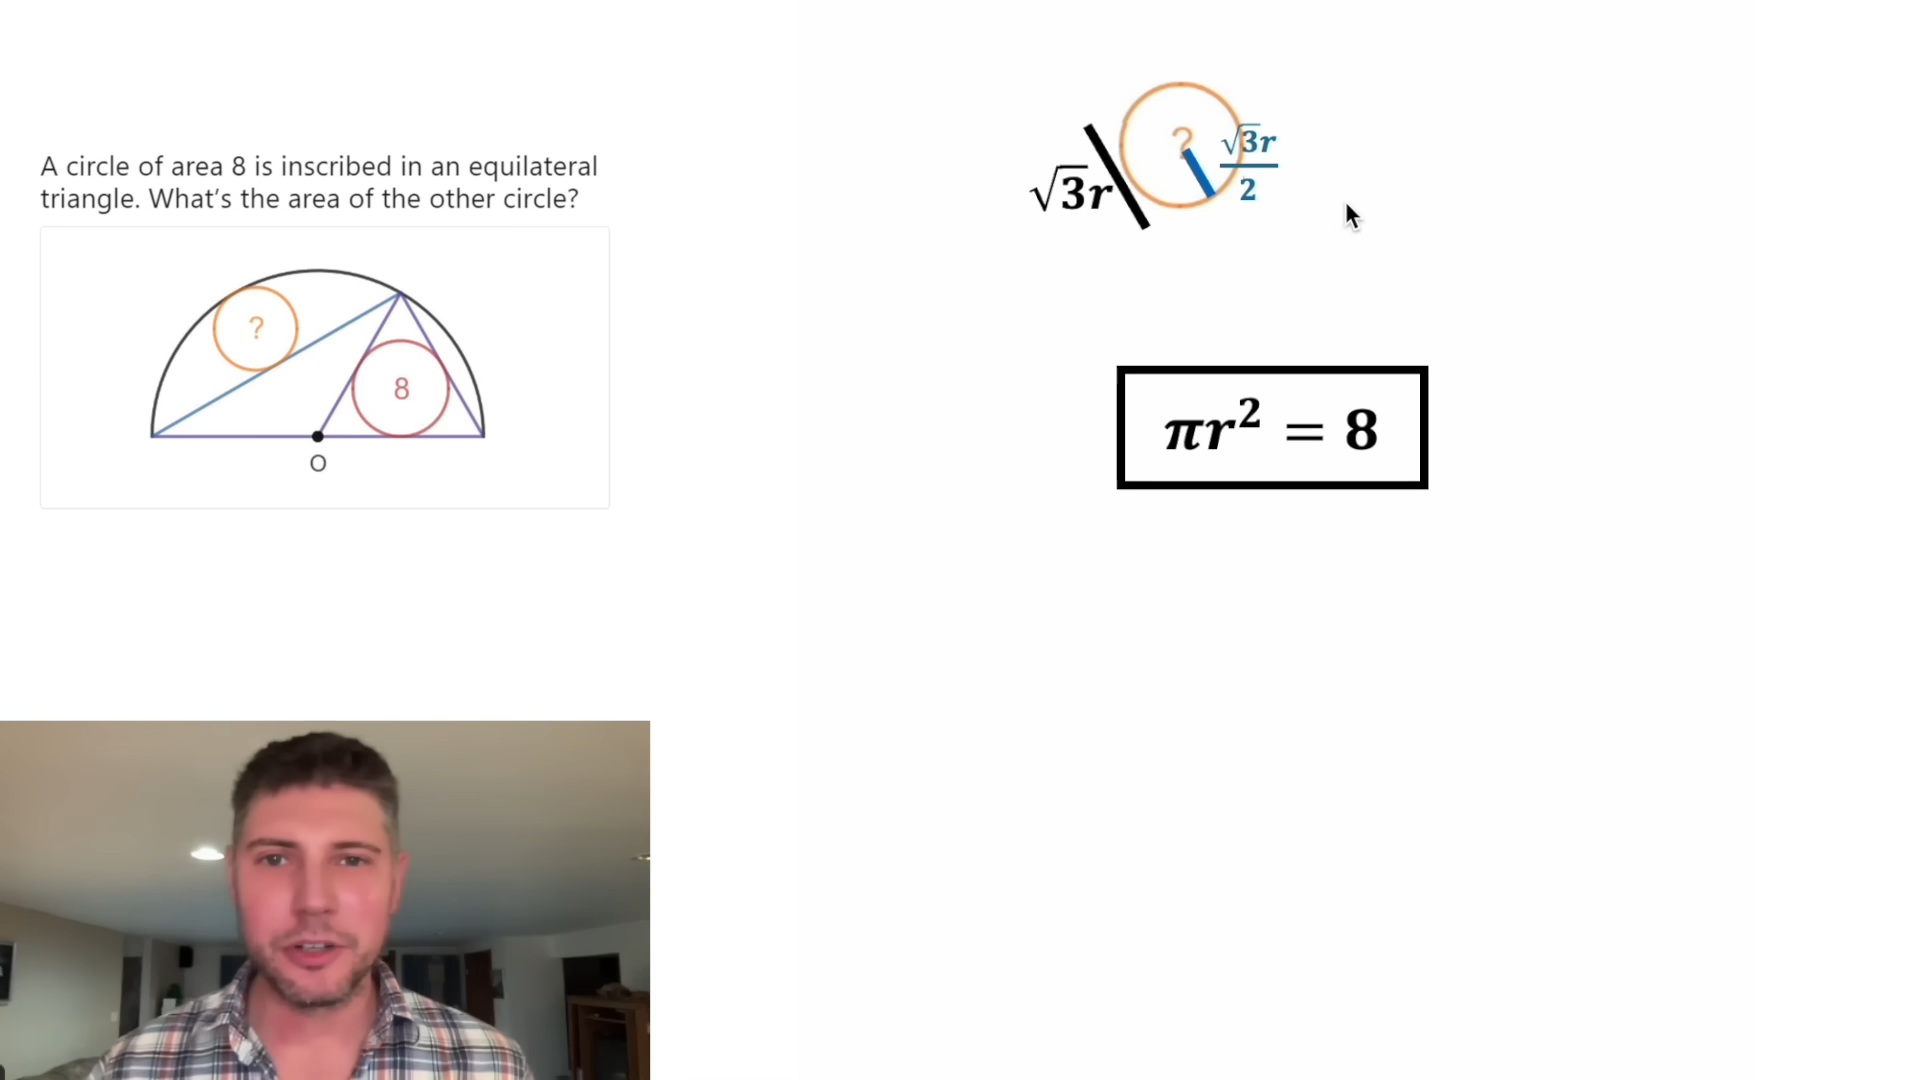 A circle of area 8 is inscribed in an equilateral
triangle. What's the area of the other circle?
?
8
O
√3r
?
√3r
2
πr² = 8